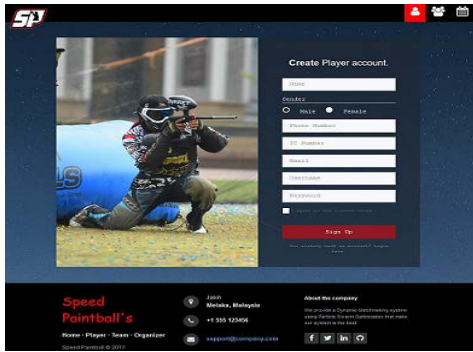 SP
Create Player account.
Name
Gender
Male Female
Phone Number
IC Number
Email
Username
Password
Sign Up
Speed
Paintball's
Home · Player · Team · Organizer
Speed Paintball © 2017
Jasin
Melaka, Malaysia
+1 555 123456
support@company.com
About the company
We provide a Dynamic Matchmaking system
using Particle Swarm Optimization that make
our system is the best